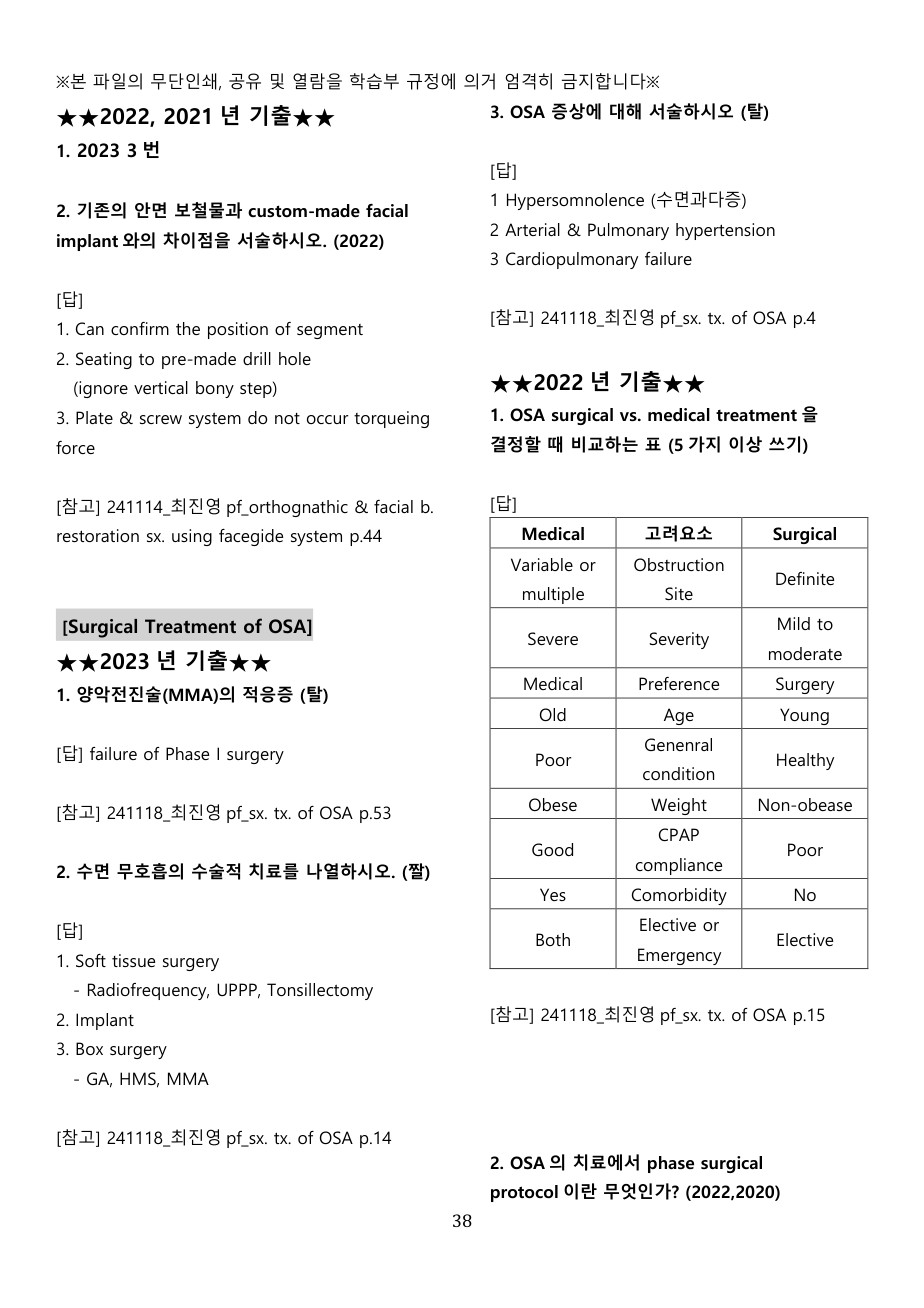 ※본 파일의 무단인쇄, 공유 및 열람을 학습부 규정에 의거 엄격히 금지합니다※
★★2022, 2021 년 기출★★
1. 2023 3 번
2. 기존의 안면 보철물과 custom-made facial
implant 와의 차이점을 서술하시오. (2022)
[답]
1. Can confirm the position of segment
2. Seating to pre-made drill hole
(ignore vertical bony step)
3. Plate & screw system do not occur torqueing
force
[참고] 241114_최진영 pf_orthognathic & facial b.
restoration sx. using facegide system p.44
[Surgical Treatment of OSA]
★★2023 년 기출★★
1. 양악전진술(MMA)의 적응증 (탈)
[답] failure of Phase I surgery
[참고] 241118_최진영 pf_sx. tx. of OSA p.53
2. 수면 무호흡의 수술적 치료를 나열하시오. (짤)
[답]
1. Soft tissue surgery
- Radiofrequency, UPPP, Tonsillectomy
2. Implant
3. Box surgery
- GA, HMS, MMA
[참고] 241118_최진영 pf_sx. tx. of OSA p.14
3. OSA 증상에 대해 서술하시오 (탈)
[답]
1 Hypersomnolence (수면과다증)
2 Arterial & Pulmonary hypertension
3 Cardiopulmonary failure
[참고] 241118_최진영 pf_sx. tx. of OSA p.4
★★2022 년 기출★★
1. OSA surgical vs. medical treatment 을
결정할 때 비교하는 표 (5 가지 이상 쓰기)
[답]
Medical 고려요소 Surgical
Variable or multiple Obstruction Site Definite
Severe Severity Mild to moderate
Medical Preference Surgery
Old Age Young
Poor Genenral condition Healthy
Obese Weight Non-obease
Good CPAP compliance Poor
Yes Comorbidity No
Both Elective or Emergency Elective
[참고] 241118_최진영 pf_sx. tx. of OSA p.15
2. OSA 의 치료에서 phase surgical
protocol 이란 무엇인가? (2022,2020)
38